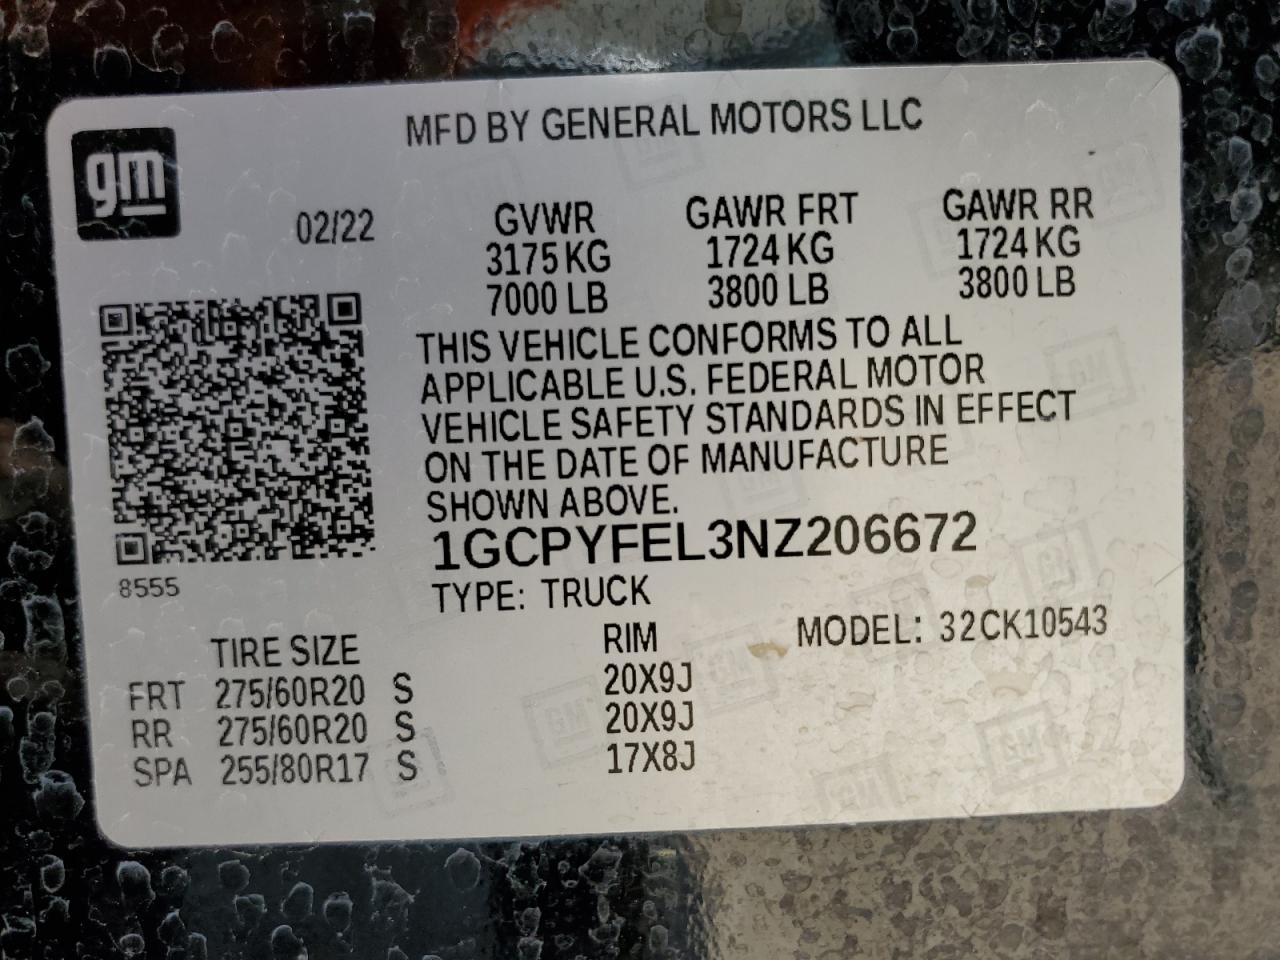 gm
MFD BY GENERAL MOTORS LLC
02/22
GVWR GAWR FRT GAWR RR
3175 KG 1724 KG 1724 KG
7000 LB 3800 LB 3800 LB
THIS VEHICLE CONFORMS TO ALL
APPLICABLE U.S. FEDERAL MOTOR
VEHICLE SAFETY STANDARDS IN EFFECT
ON THE DATE OF MANUFACTURE
SHOWN ABOVE.
1GCPYFEL3NZ206672
8555
TYPE: TRUCK
MODEL: 32CK10543
TIRE SIZE RIM
FRT 275/60R20 S 20X9J
RR 275/60R20 S 20X9J
SPA 255/80R17 S 17X8J